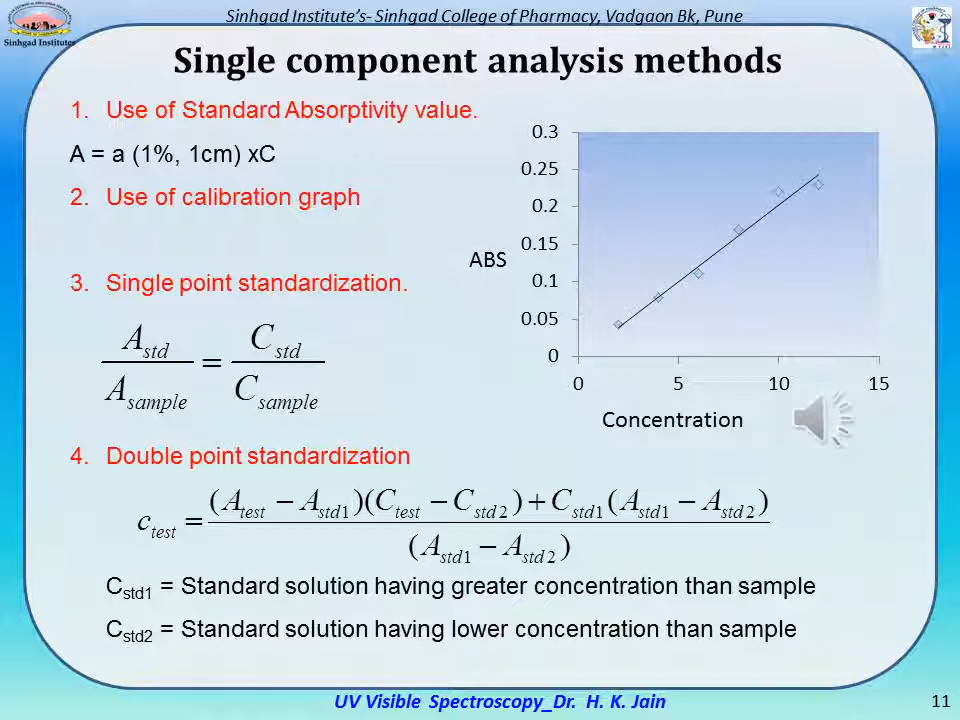 Sinhgad Institute's- Sinhgad College of Pharmacy, Vadgaon Bk, Pune
Sinhgad Institutes
Single component analysis methods
1. Use of Standard Absorptivity value.
A = a (1%, 1cm) xC
2. Use of calibration graph
3. Single point standardization.
A_std / A_sample = C_std / C_sample
0.3
0.25
0.2
0.15
0.1
0.05
0
ABS
0 5 10 15
Concentration
4. Double point standardization
c_test = (A_test − A_std1)(C_test − C_std2) + C_std1(A_std1 − A_std2) / (A_std1 − A_std2)
C_std1 = Standard solution having greater concentration than sample
C_std2 = Standard solution having lower concentration than sample
UV Visible Spectroscopy_Dr. H. K. Jain
11